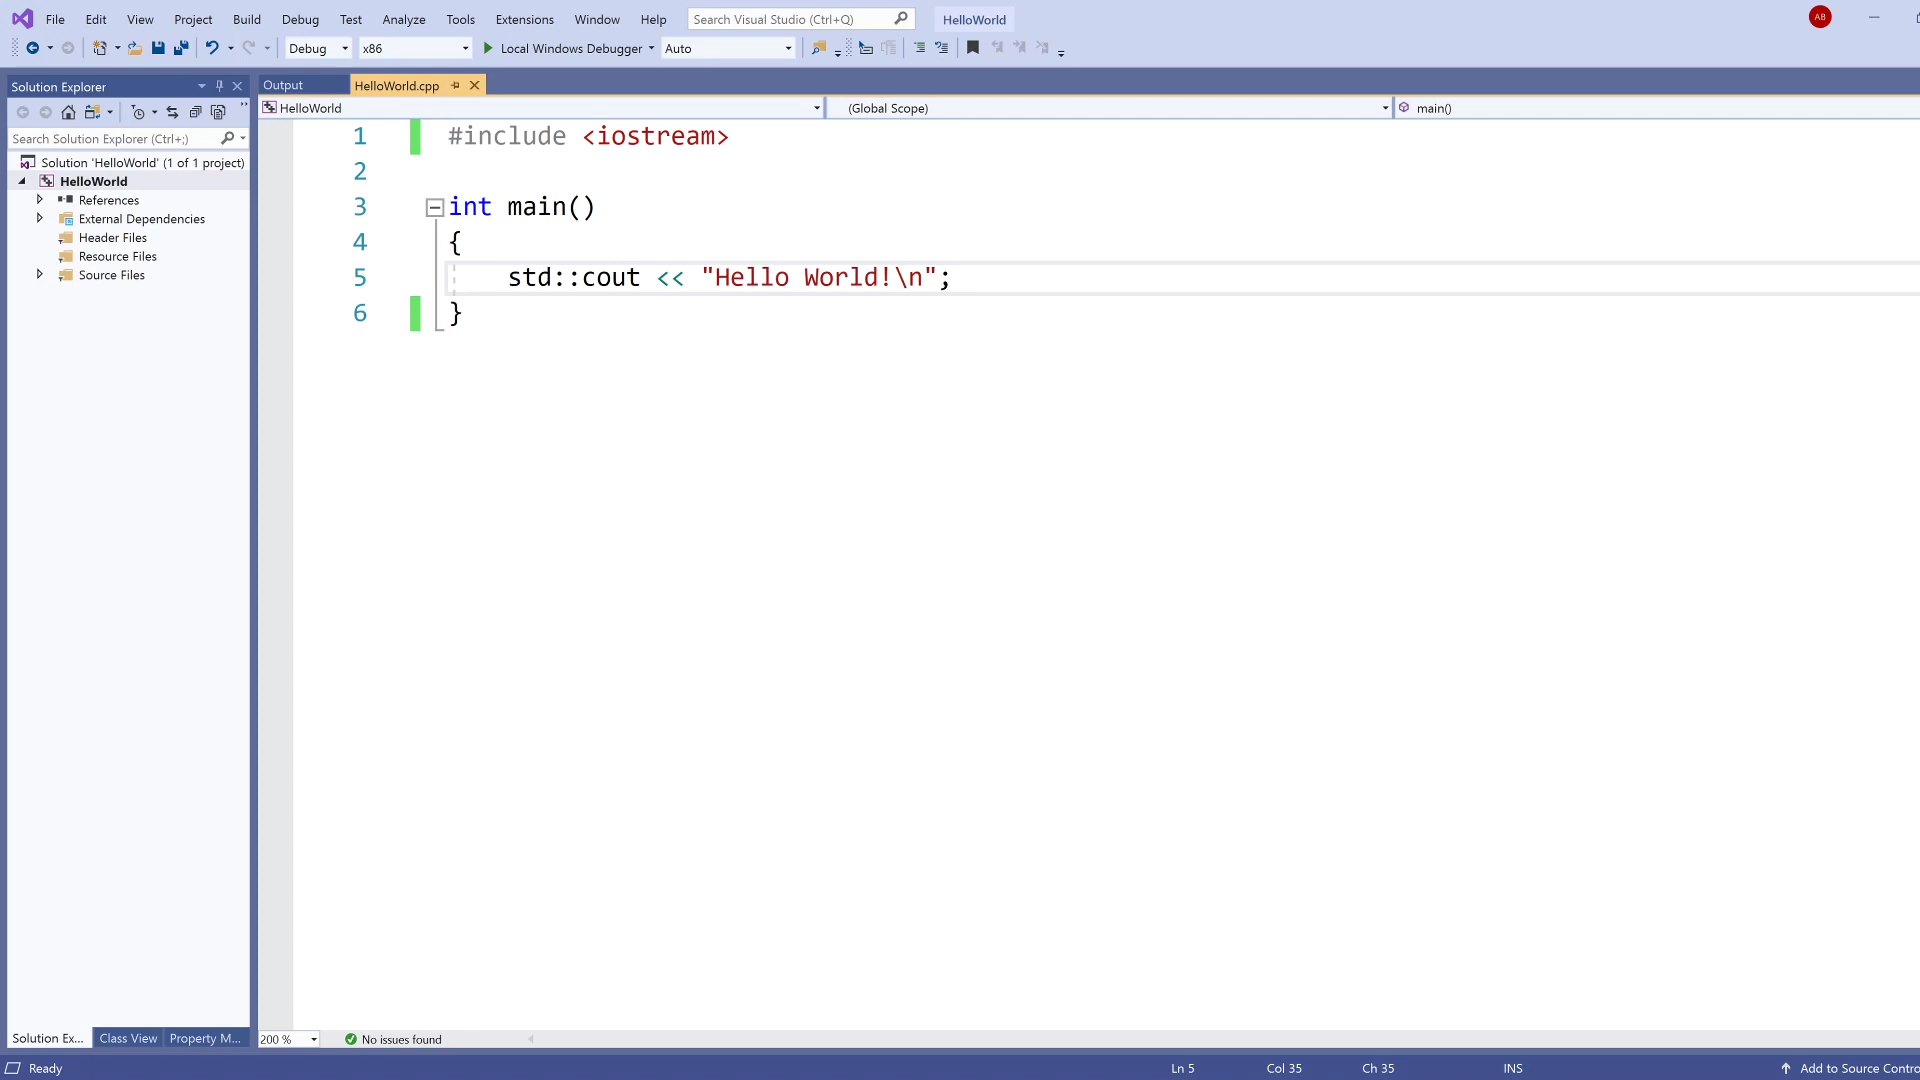 File Edit View Project Build Debug Test Analyze Tools Extensions Window Help Search Visual Studio (Ctrl+Q) HelloWorld AB
Debug x86 Local Windows Debugger Auto
Solution Explorer
Output HelloWorld.cpp
HelloWorld (Global Scope) main()
Search Solution Explorer (Ctrl+;)
Solution 'HelloWorld' (1 of 1 project)
HelloWorld
References
External Dependencies
Header Files
Resource Files
Source Files
1 #include <iostream>
2
3 int main()
4 {
5 std::cout << "Hello World!\n";
6 }
Solution Ex... Class View Property M...
200 % No issues found
Ready Ln 5 Col 35 Ch 35 INS Add to Source Contro